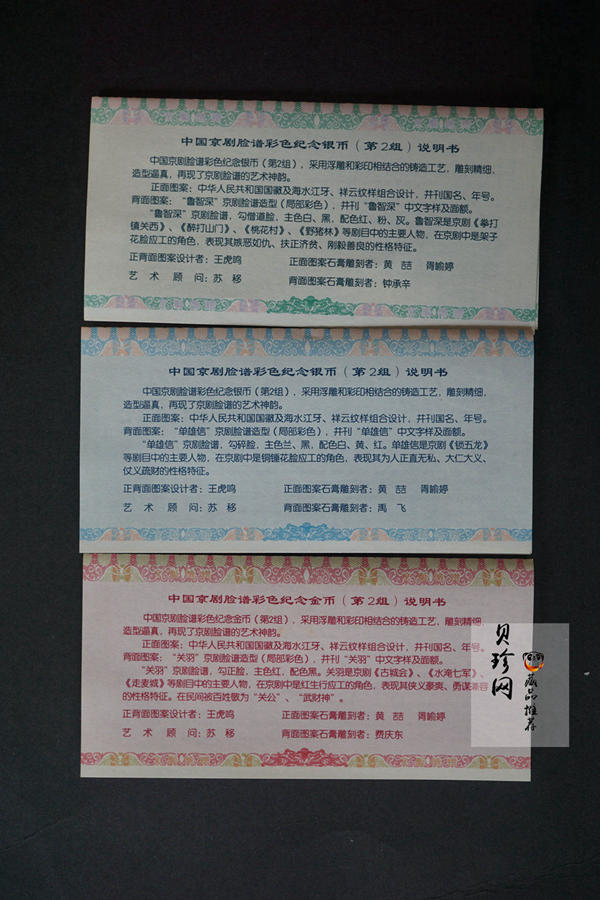 中国京剧脸谱彩色纪念银币（第2组）说明书
中国京剧脸谱彩色纪念银币（第2组），采用浮雕和彩印相结合的铸造工艺，雕刻精细，
造型逼真，再现了京剧脸谱的艺术神韵。
正面图案：中华人民共和国国徽及海水江牙、祥云纹样组合设计，并刊国名、年号。
背面图案：“鲁智深”京剧脸谱造型（局部彩色），并刊“鲁智深”中文字样及面额。
“鲁智深”京剧脸谱，勾僧道脸，主色白、黑，配色红、粉、灰。鲁智深是京剧《拳打
镇关西》、《醉打山门》、《桃花村》、《野猪林》等剧目中的主要人物，在京剧中是架子
花脸应工的角色，表现其嫉恶如仇、扶正济贫、刚毅善良的性格特征。
正背面图案设计者：王虎鸣 正面图案石膏雕刻者：黄喆 胥喻婷
艺术顾问：苏移 背面图案石膏雕刻者：钟承辛
中国京剧脸谱彩色纪念银币（第2组）说明书
中国京剧脸谱彩色纪念银币（第2组），采用浮雕和彩印相结合的铸造工艺，雕刻精细，
造型逼真，再现了京剧脸谱的艺术神韵。
正面图案：中华人民共和国国徽及海水江牙、祥云纹样组合设计，并刊国名、年号。
背面图案：“单雄信”京剧脸谱造型（局部彩色），并刊“单雄信”中文字样及面额。
“单雄信”京剧脸谱，勾碎脸，主色兰、黑，配色白、黄、红。单雄信是京剧《锁五龙》
等剧目中的主要人物，在京剧中是铜锤花脸应工的角色，表现其为人正直无私、大仁大义、
仗义疏财的性格特征。
正背面图案设计者：王虎鸣 正面图案石膏雕刻者：黄喆 胥喻婷
艺术顾问：苏移 背面图案石膏雕刻者：禹飞
中国京剧脸谱彩色纪念金币（第2组）说明书
中国京剧脸谱彩色纪念金币（第2组），采用浮雕和彩印相结合的铸造工艺，雕刻精细，
造型逼真，再现了京剧脸谱的艺术神韵。
正面图案：中华人民共和国国徽及海水江牙、祥云纹样组合设计，并刊国名、年号。
背面图案：“关羽”京剧脸谱造型（局部彩色），并刊“关羽”中文字样及面额。
“关羽”京剧脸谱，勾正脸，主色红，配色黑。关羽是京剧《古城会》、《水淹七军》、
《走麦城》等剧目中的主要人物，在京剧中是红生行应工的角色，表现其侠义豪爽、勇谋兼容
的性格特征。在民间被百姓敬为“关公”、“武财神”。
正背面图案设计者：王虎鸣 正面图案石膏雕刻者：黄喆 胥喻婷
艺术顾问：苏移 背面图案石膏雕刻者：费庆东
贝珍网
藏品推荐